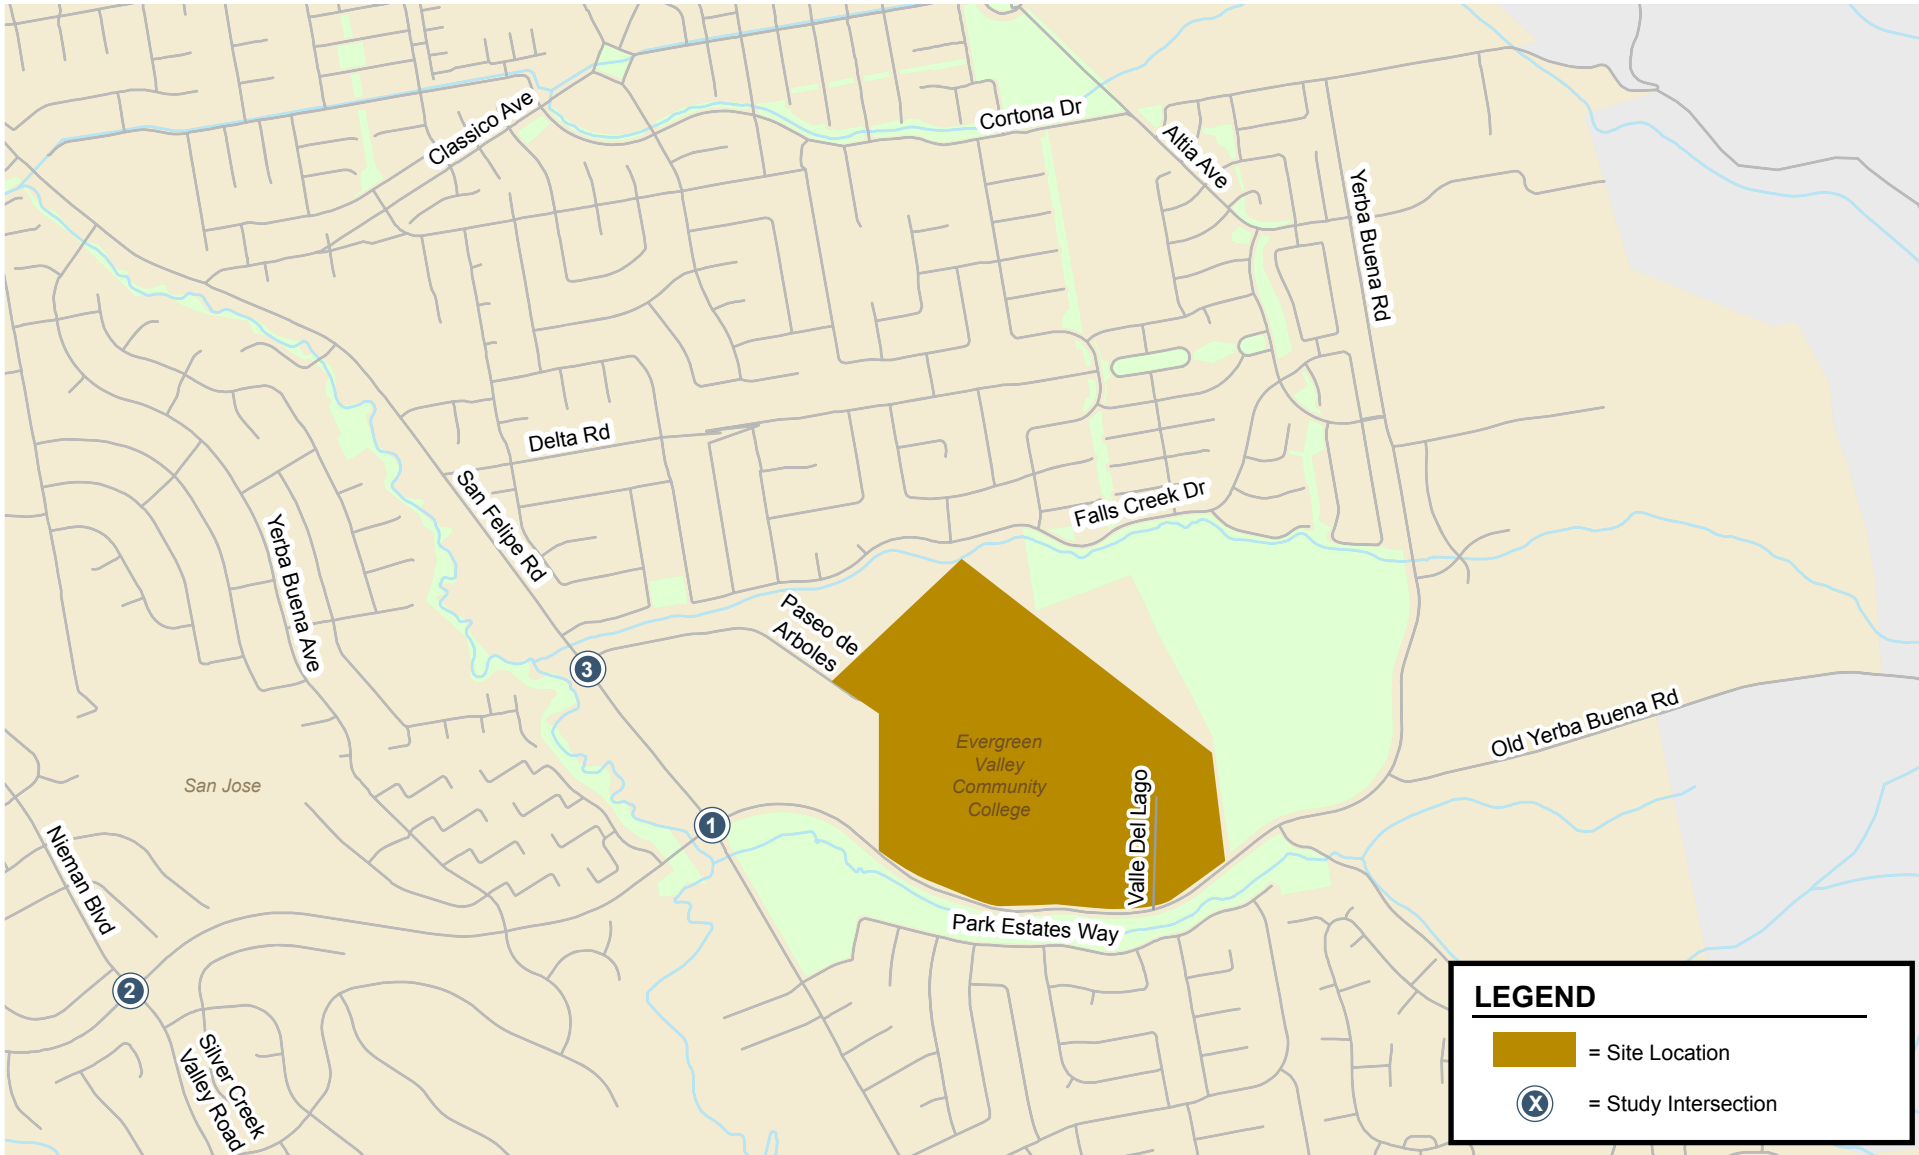 Classico Ave
Cortona Dr
Altia Ave
Yerba Buena Rd
Delta Rd
San Felipe Rd
Falls Creek Dr
Yerba Buena Ave
Paseo de
Arboles
3
Old Yerba Buena Rd
Evergreen
Valley
Community
College
San Jose
Valle Del Lago
1
Nieman Blvd
Park Estates Way
2
Silver Creek
Valley Road
LEGEND
= Site Location
X
= Study Intersection